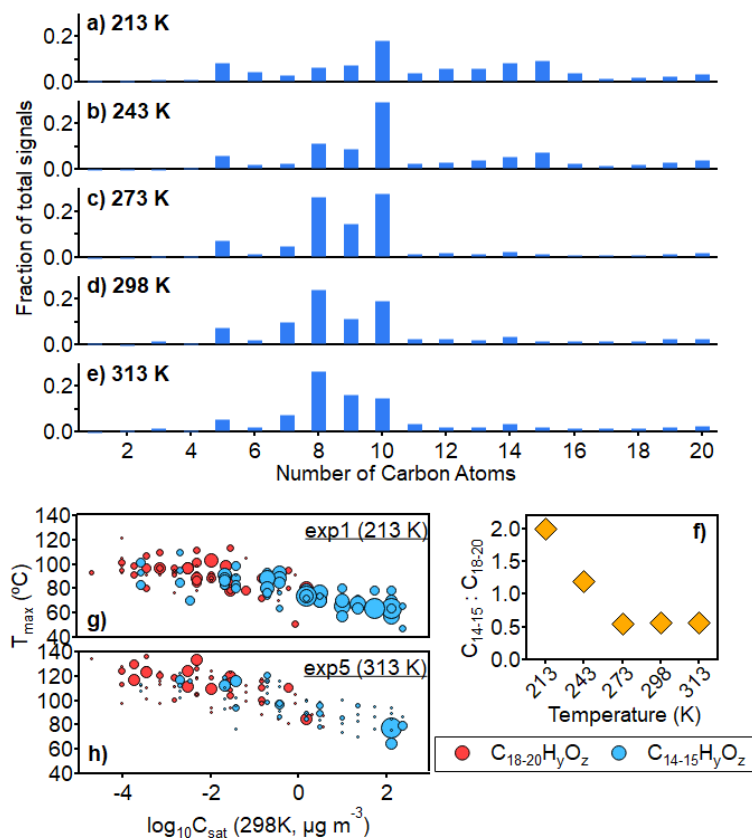 a) 213 K
0.2
0.0
b) 243 K
0.2
0.0
c) 273 K
0.2
0.0
d) 298 K
0.2
0.0
e) 313 K
0.2
0.0
Fraction of total signals
2 4 6 8 10 12 14 16 18 20
Number of Carbon Atoms
140
120
100
80
60
40
exp1 (213 K)
g)
140
120
100
80
60
40
exp5 (313 K)
h)
Tmax (ºC)
-4 -2 0 2
log10Csat (298K, µg m-3)
f)
2.0
1.5
1.0
0.5
0.0
C14-15 : C18-20
213 243 273 298 313
Temperature (K)
C18-20HyOz C14-15HyOz